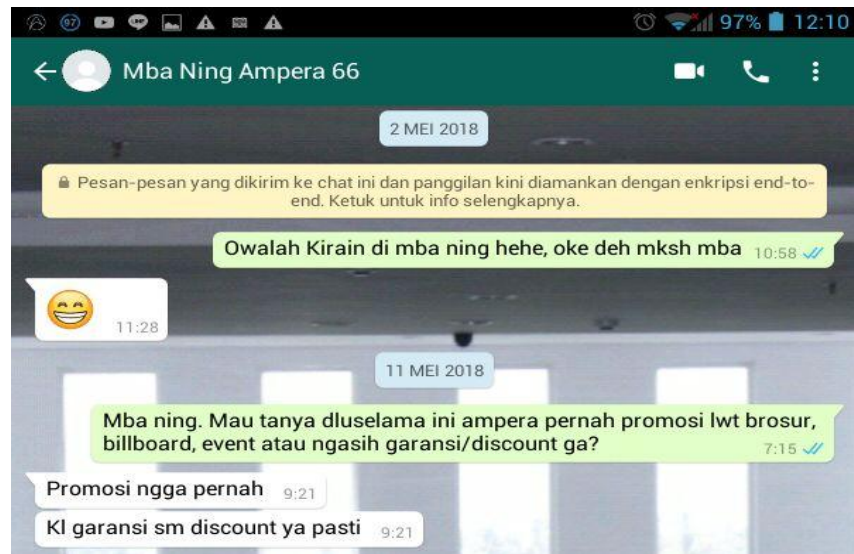 97
97% 12:10
Mba Ning Ampera 66
2 MEI 2018
Pesan-pesan yang dikirim ke chat ini dan panggilan kini diamankan dengan enkripsi end-to-
end. Ketuk untuk info selengkapnya.
Owalah Kirain di mba ning hehe, oke deh mksh mba 10:58
11:28
11 MEI 2018
Mba ning. Mau tanya dluselama ini ampera pernah promosi lwt brosur,
billboard, event atau ngasih garansi/discount ga?
7:15
Promosi ngga pernah 9:21
Kl garansi sm discount ya pasti 9:21